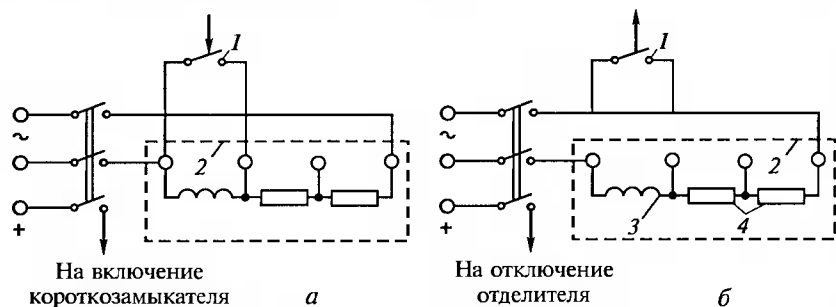 1
~
2
+
На включение
короткозамыкателя
а
1
~
2
3
4
+
На отключение
отделителя
б